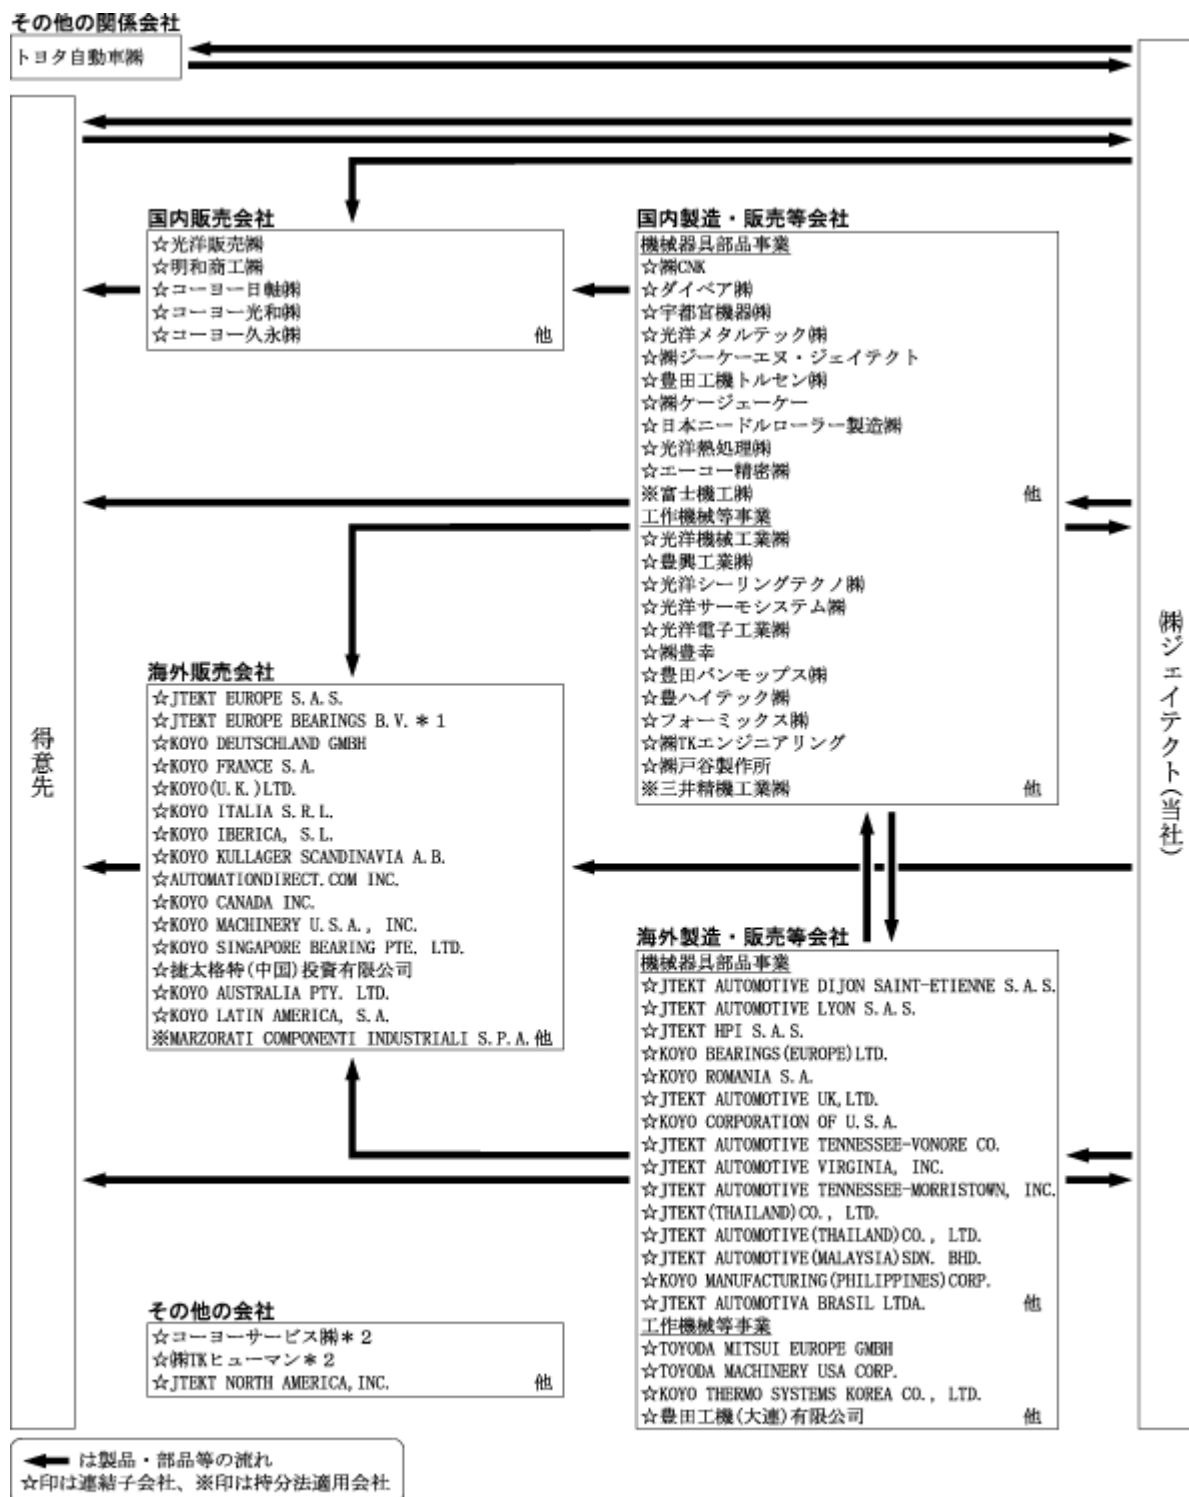 その他の関係会社
トヨタ自動車㈱
国内販売会社
☆光洋販売㈱
☆明和商工㈱
☆コーヨー日軸㈱
☆コーヨー光和㈱
☆コーヨー久永㈱ 他
国内製造・販売等会社
機械器具部品事業
☆㈱CNK
☆ダイベア㈱
☆宇都宮機器㈱
☆光洋メタルテック㈱
☆㈱ジーケーエヌ・ジェイテクト
☆豊田工機トルセン㈱
☆㈱ケージェーケー
☆日本ニードルローラー製造㈱
☆光洋熱処理㈱
☆エーコー精密㈱
※富士機工㈱ 他
工作機械等事業
☆光洋機械工業㈱
☆豊興工業㈱
☆光洋シーリングテクノ㈱
☆光洋サーモシステム㈱
☆光洋電子工業㈱
☆㈱豊幸
☆豊田バンモップス㈱
☆豊ハイテック㈱
☆フォーミックス㈱
☆㈱TKエンジニアリング
☆㈱戸谷製作所
※三井精機工業㈱ 他
海外販売会社
☆JTEKT EUROPE S.A.S.
☆JTEKT EUROPE BEARINGS B.V.＊1
☆KOYO DEUTSCHLAND GMBH
☆KOYO FRANCE S.A.
☆KOYO(U.K.)LTD.
☆KOYO ITALIA S.R.L.
☆KOYO IBERICA, S.L.
☆KOYO KULLAGER SCANDINAVIA A.B.
☆AUTOMATIONDIRECT.COM INC.
☆KOYO CANADA INC.
☆KOYO MACHINERY U.S.A., INC.
☆KOYO SINGAPORE BEARING PTE. LTD.
☆捷太格特(中国)投資有限公司
☆KOYO AUSTRALIA PTY. LTD.
☆KOYO LATIN AMERICA, S.A.
※MARZORATI COMPONENTI INDUSTRIALI S.P.A.他
海外製造・販売等会社
機械器具部品事業
☆JTEKT AUTOMOTIVE DIJON SAINT-ETIENNE S.A.S.
☆JTEKT AUTOMOTIVE LYON S.A.S.
☆JTEKT HPI S.A.S.
☆KOYO BEARINGS(EUROPE)LTD.
☆KOYO ROMANIA S.A.
☆JTEKT AUTOMOTIVE UK,LTD.
☆KOYO CORPORATION OF U.S.A.
☆JTEKT AUTOMOTIVE TENNESSEE-VONORE CO.
☆JTEKT AUTOMOTIVE VIRGINIA, INC.
☆JTEKT AUTOMOTIVE TENNESSEE-MORRISTOWN, INC.
☆JTEKT(THAILAND)CO., LTD.
☆JTEKT AUTOMOTIVE(THAILAND)CO., LTD.
☆JTEKT AUTOMOTIVE(MALAYSIA)SDN. BHD.
☆KOYO MANUFACTURING(PHILIPPINES)CORP.
☆JTEKT AUTOMOTIVA BRASIL LTDA. 他
工作機械等事業
☆TOYODA MITSUI EUROPE GMBH
☆TOYODA MACHINERY USA CORP.
☆KOYO THERMO SYSTEMS KOREA CO., LTD.
☆豊田工機(大連)有限公司 他
その他の会社
☆コーヨーサービス㈱＊2
☆㈱TKヒューマン＊2
☆JTEKT NORTH AMERICA,INC. 他
得意先
㈱ジェイテクト(当社)
は製品・部品等の流れ
☆印は連結子会社、※印は持分法適用会社